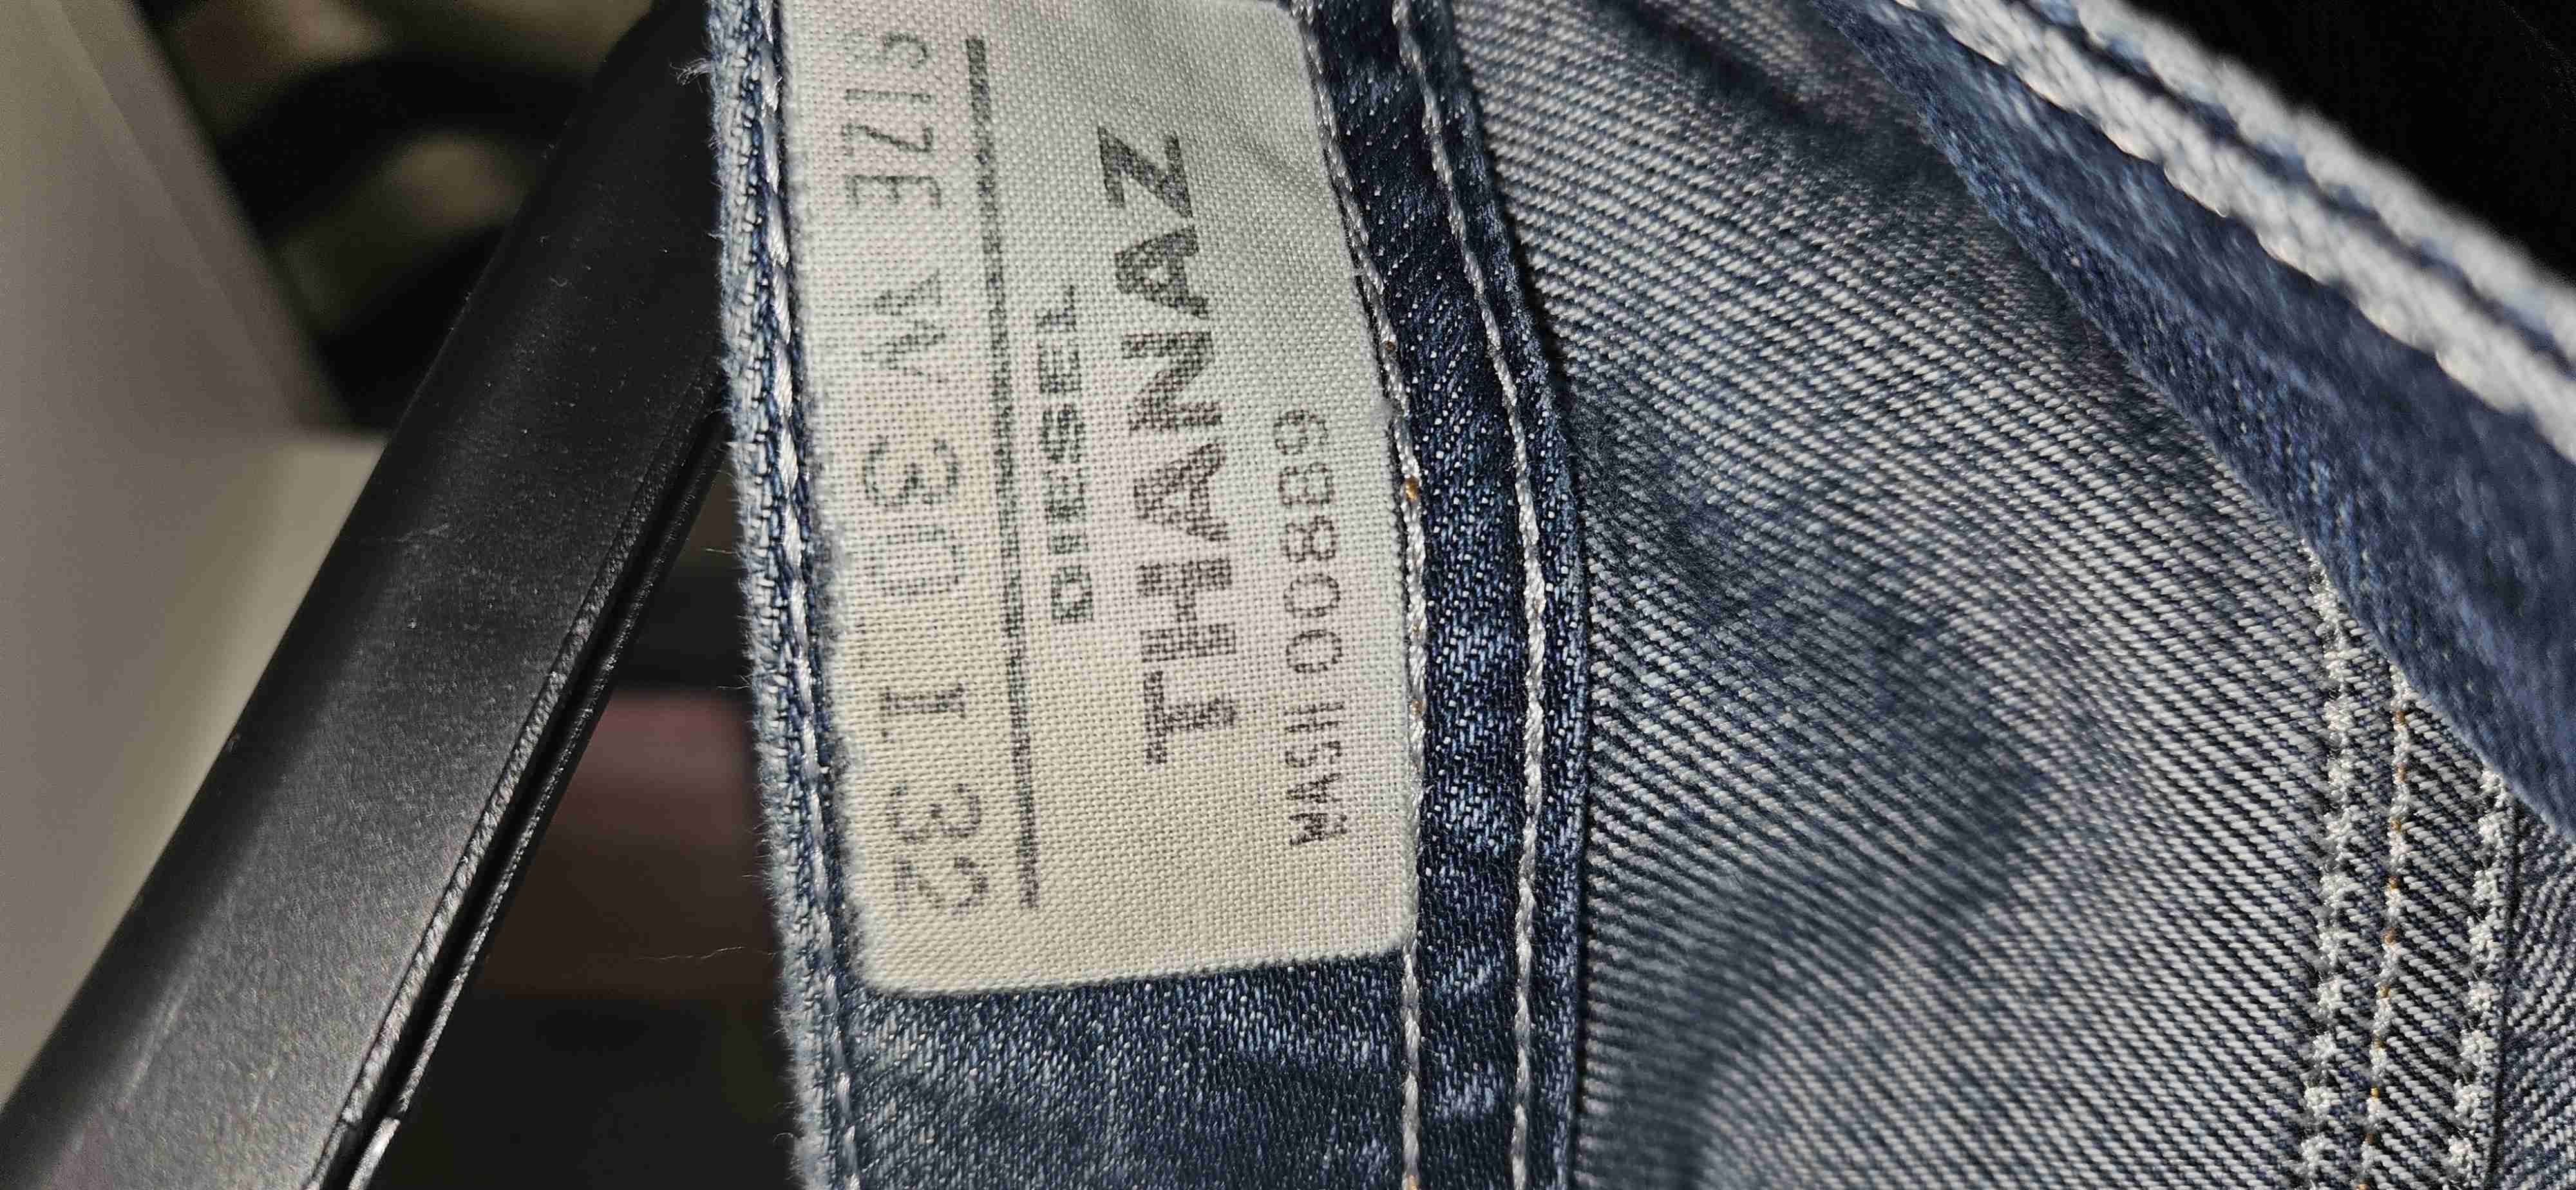 DIESEL
THANAZ
WASH 00889
SIZE W 30 L 32